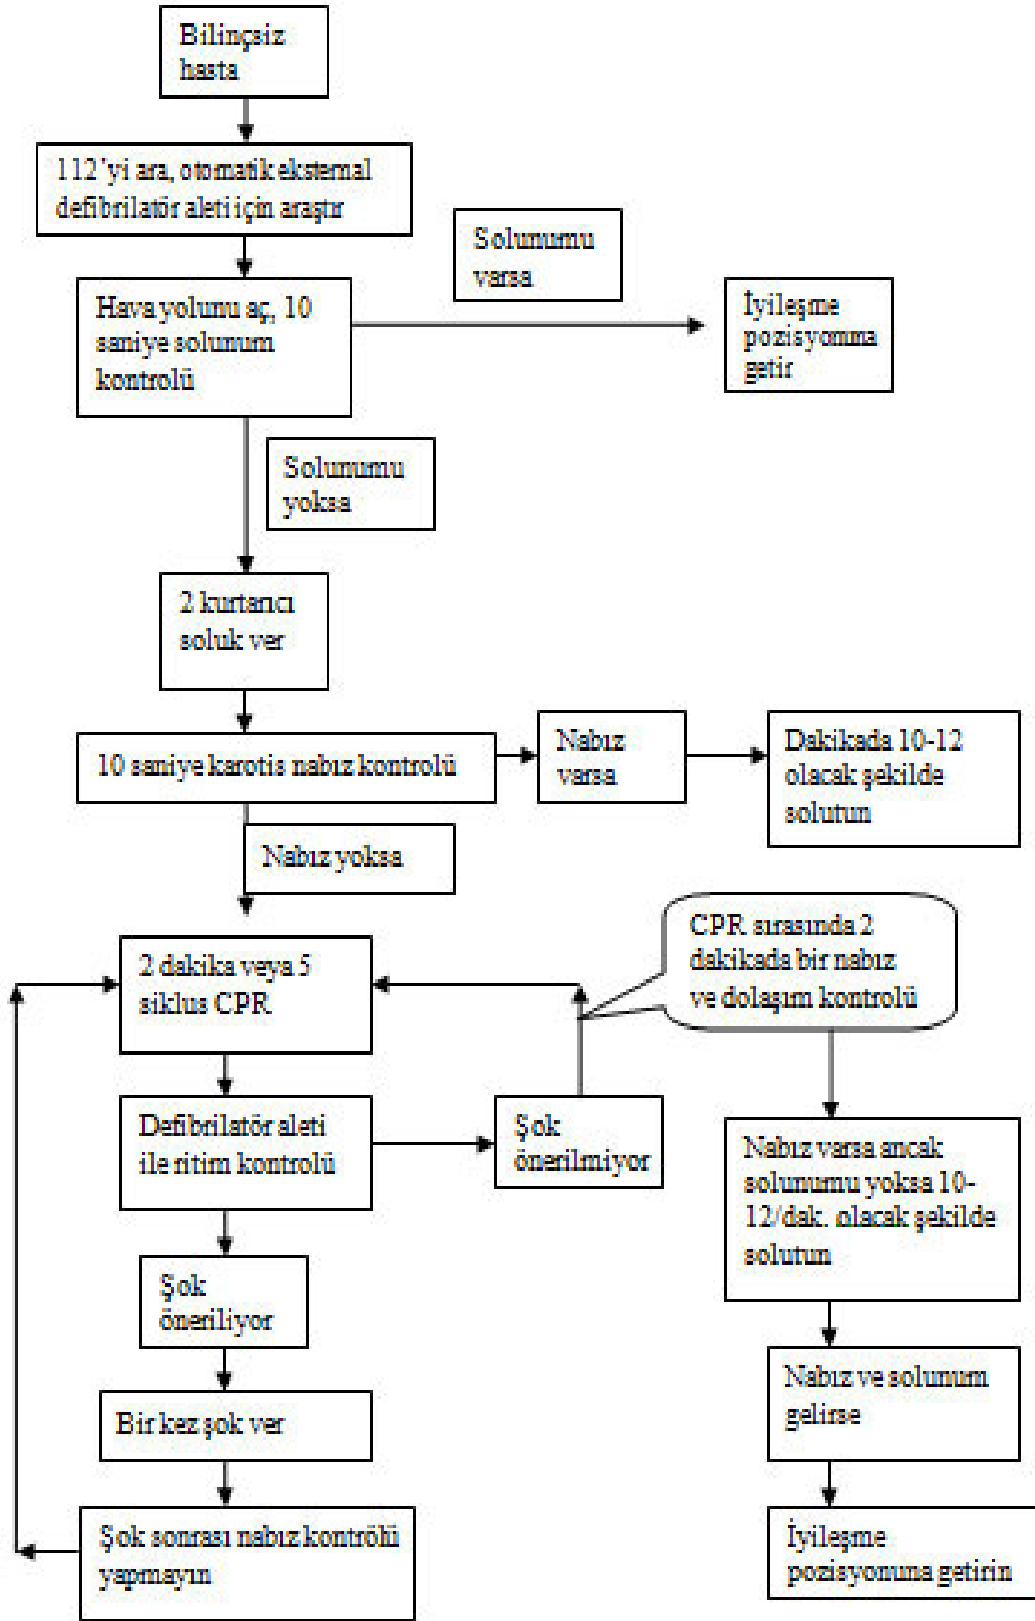 Bilinçsiz
hasta
112'yi ara, otomatik eksternal
defibrilatör aleti için araştır
Solunumu
varsa
Hava yolunu aç, 10
saniye solunum
kontrolü
İyileşme
pozisyonuna
getir
Solunumu
yoksa
2 kurtarıcı
soluk ver
10 saniye karotis nabız kontrolü
Nabız
varsa
Dakikada 10-12
olacak şekilde
solutun
Nabız yoksa
CPR sırasında 2
dakikada bir nabız
ve dolaşım kontrolü
2 dakika veya 5
siklus CPR
Defibrilatör aleti
ile ritim kontrolü
Şok
önerilmiyor
Nabız varsa ancak
solunumu yoksa 10-
12/dak. olacak şekilde
solutun
Şok
öneriliyor
Nabız ve solunum
gelirse
Bir kez şok ver
Şok sonrası nabız kontrölü
yapmayın
İyileşme
pozisyonuna getirin